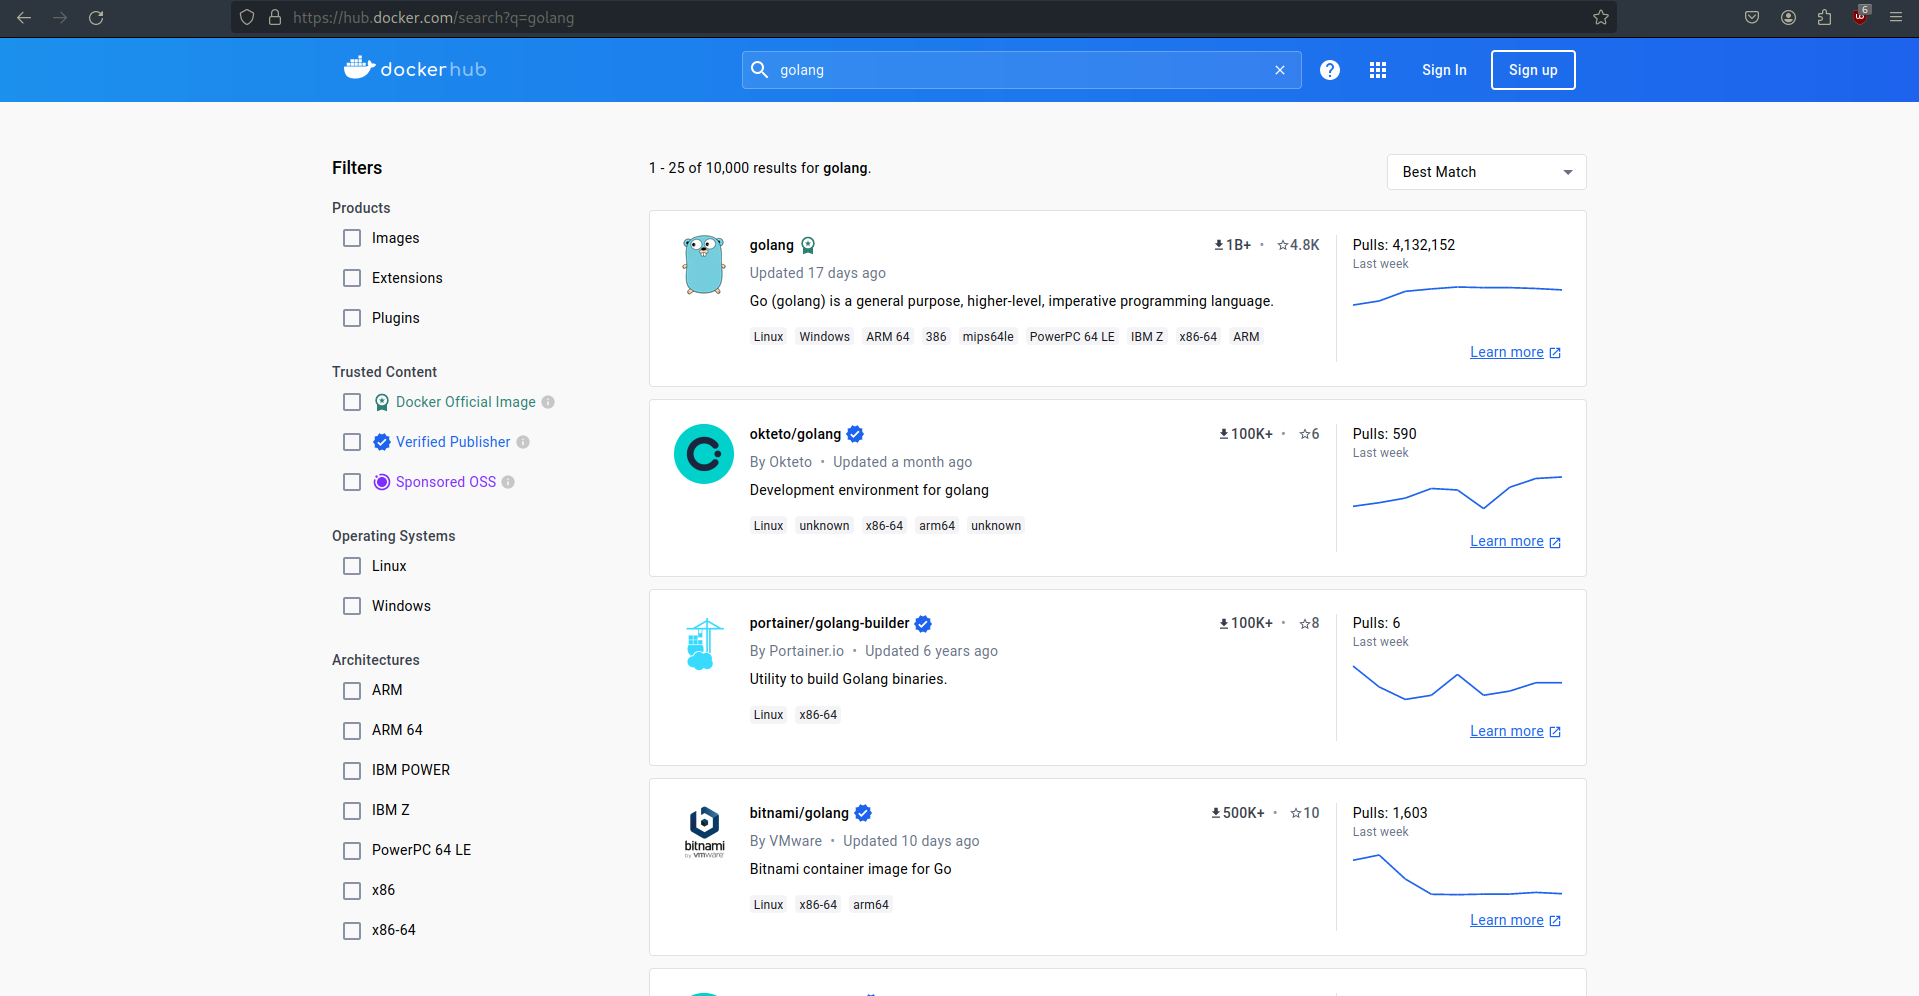 https://hub.docker.com/search?q=golang
6
dockerhub
golang
Sign In
Sign up
Filters
Products
Images
Extensions
Plugins
Trusted Content
Docker Official Image
Verified Publisher
Sponsored OSS
Operating Systems
Linux
Windows
Architectures
ARM
ARM 64
IBM POWER
IBM Z
PowerPC 64 LE
x86
x86-64
1 - 25 of 10,000 results for golang.
Best Match
golang
1B+ • 4.8K
Updated 17 days ago
Go (golang) is a general purpose, higher-level, imperative programming language.
Linux Windows ARM 64 386 mips64le PowerPC 64 LE IBM Z x86-64 ARM
Pulls: 4,132,152
Last week
Learn more
okteto/golang
100K+ • 6
By Okteto • Updated a month ago
Development environment for golang
Linux unknown x86-64 arm64 unknown
Pulls: 590
Last week
Learn more
portainer/golang-builder
100K+ • 8
By Portainer.io • Updated 6 years ago
Utility to build Golang binaries.
Linux x86-64
Pulls: 6
Last week
Learn more
bitnami
by vmware
bitnami/golang
500K+ • 10
By VMware • Updated 10 days ago
Bitnami container image for Go
Linux x86-64 arm64
Pulls: 1,603
Last week
Learn more